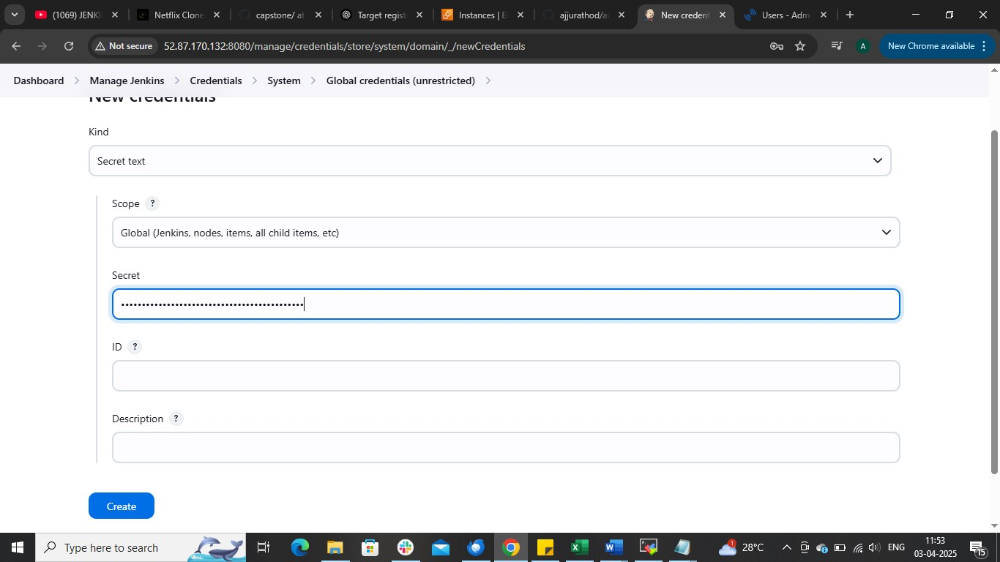 (1069) JENKI
Netflix Clone
capstone/ at
Target regist
Instances | E
ajjurathod/a
New credent
Users - Adm
Not secure
52.87.170.132:8080/manage/credentials/store/system/domain/_/newCredentials
A
New Chrome available
Dashboard
Manage Jenkins
Credentials
System
Global credentials (unrestricted)
New credentials
Kind
Secret text
Scope ?
Global (Jenkins, nodes, items, all child items, etc)
Secret
ID ?
Description ?
Create
Type here to search
1
28°C
ENG
11:53
03-04-2025
15